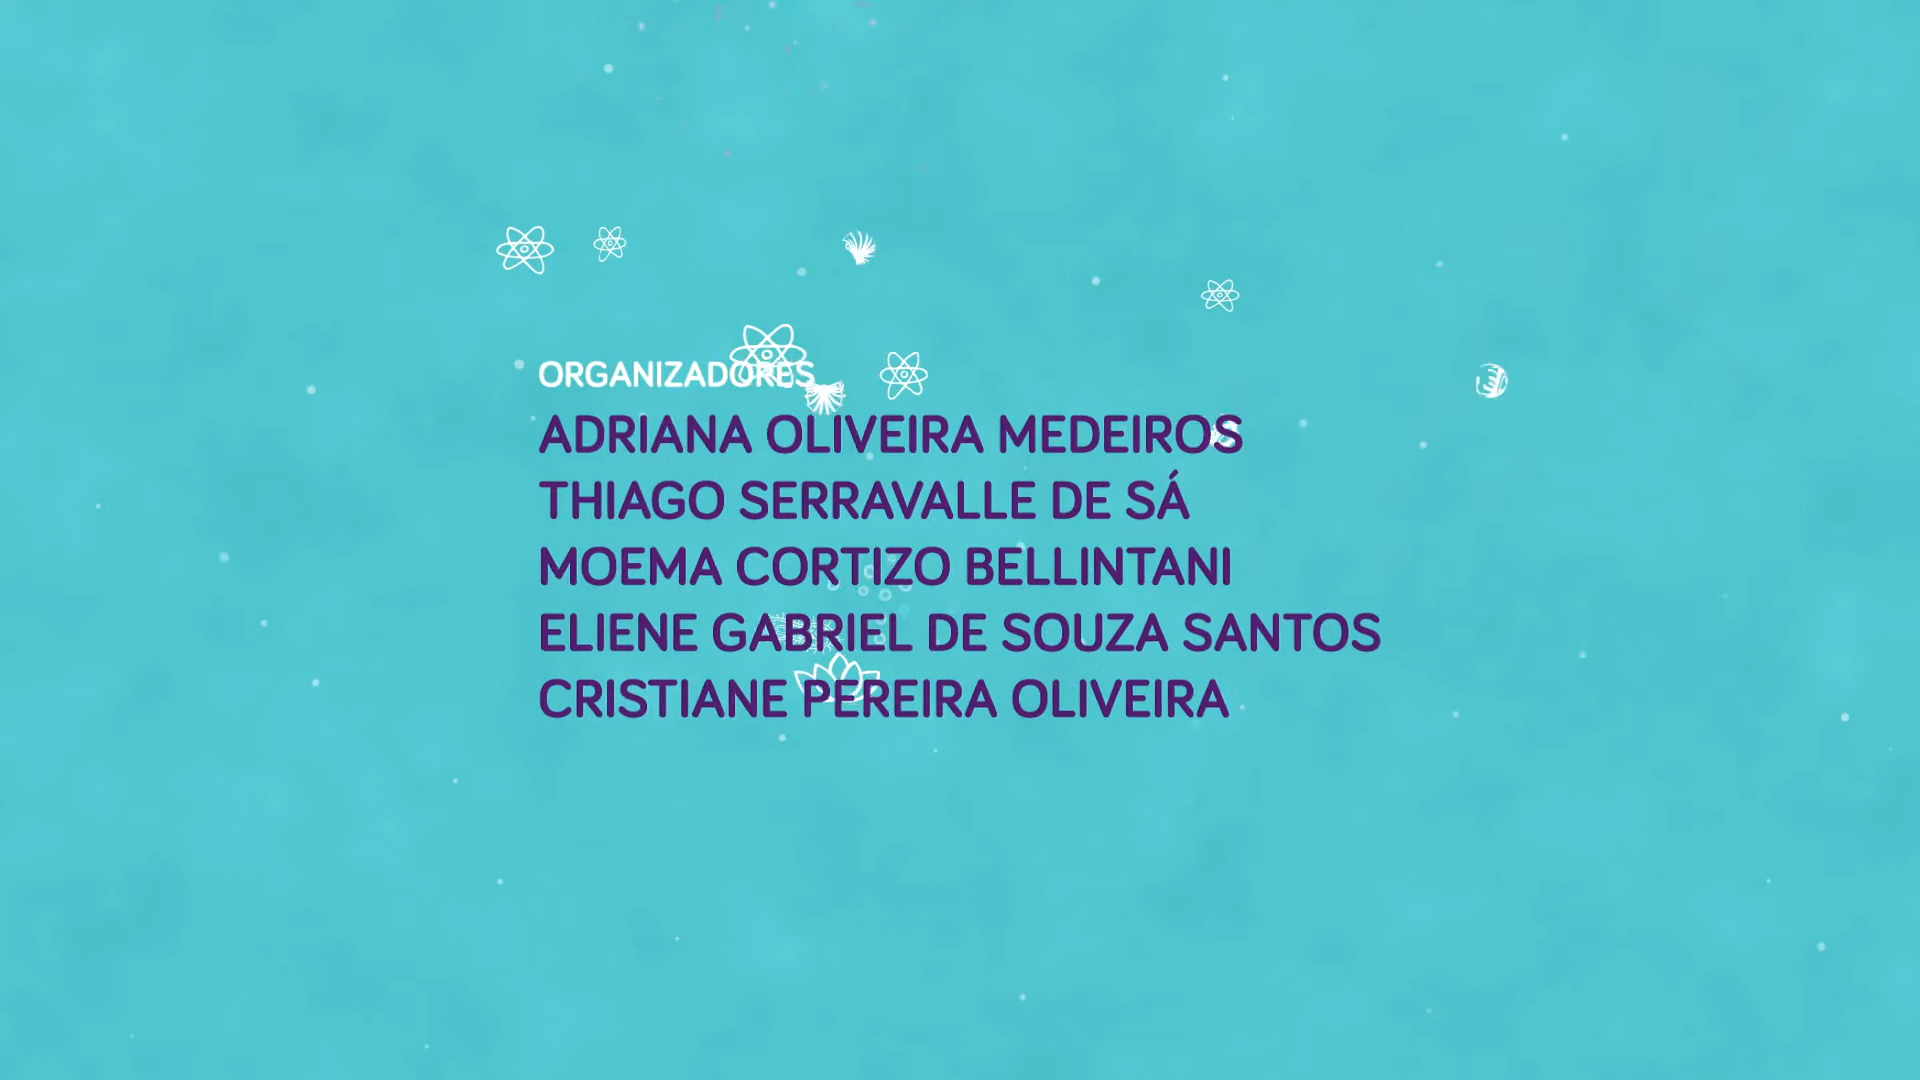 ORGANIZADORES
ADRIANA OLIVEIRA MEDEIROS
THIAGO SERRAVALLE DE SÁ
MOEMA CORTIZO BELLINTANI
ELIENE GABRIEL DE SOUZA SANTOS
CRISTIANE PEREIRA OLIVEIRA